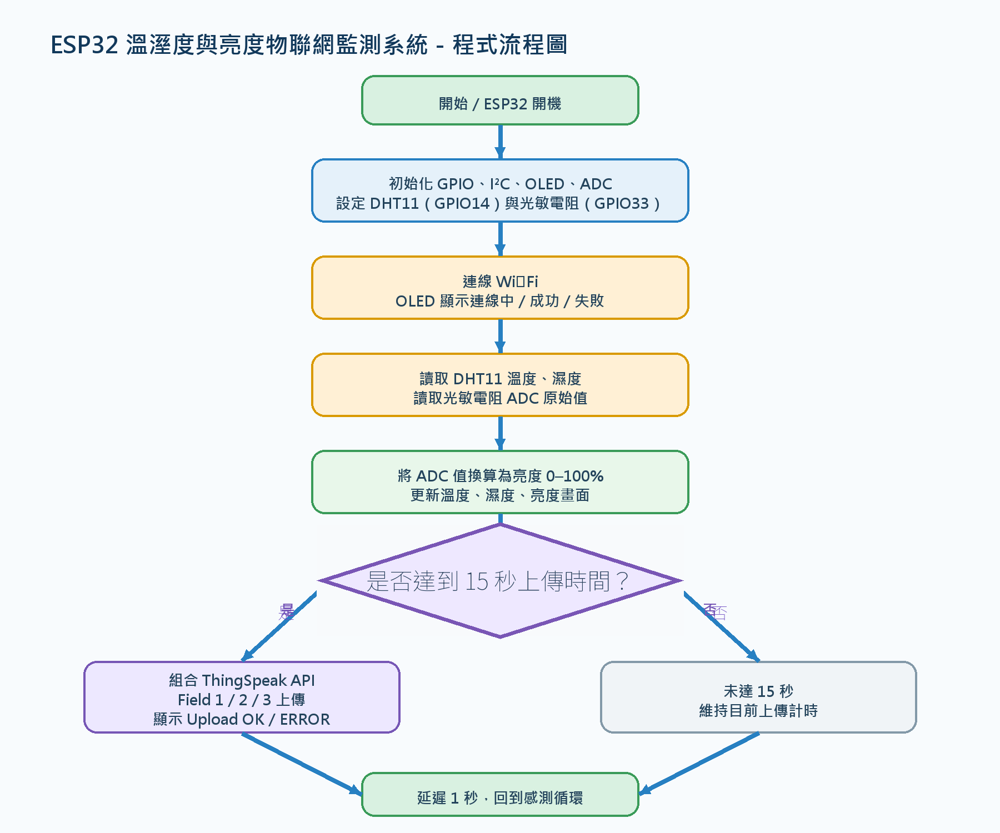 ESP32 溫溼度與亮度物聯網監測系統 - 程式流程圖
開始 / ESP32 開機
初始化 GPIO、I²C、OLED、ADC
設定 DHT11（GPIO14）與光敏電阻（GPIO33）
連線 Wi□Fi
OLED 顯示連線中 / 成功 / 失敗
讀取 DHT11 溫度、濕度
讀取光敏電阻 ADC 原始值
將 ADC 值換算為亮度 0–100%
更新溫度、濕度、亮度畫面
是否達到 15 秒上傳時間？
是
否
組合 ThingSpeak API
Field 1 / 2 / 3 上傳
顯示 Upload OK / ERROR
未達 15 秒
維持目前上傳計時
延遲 1 秒，回到感測循環